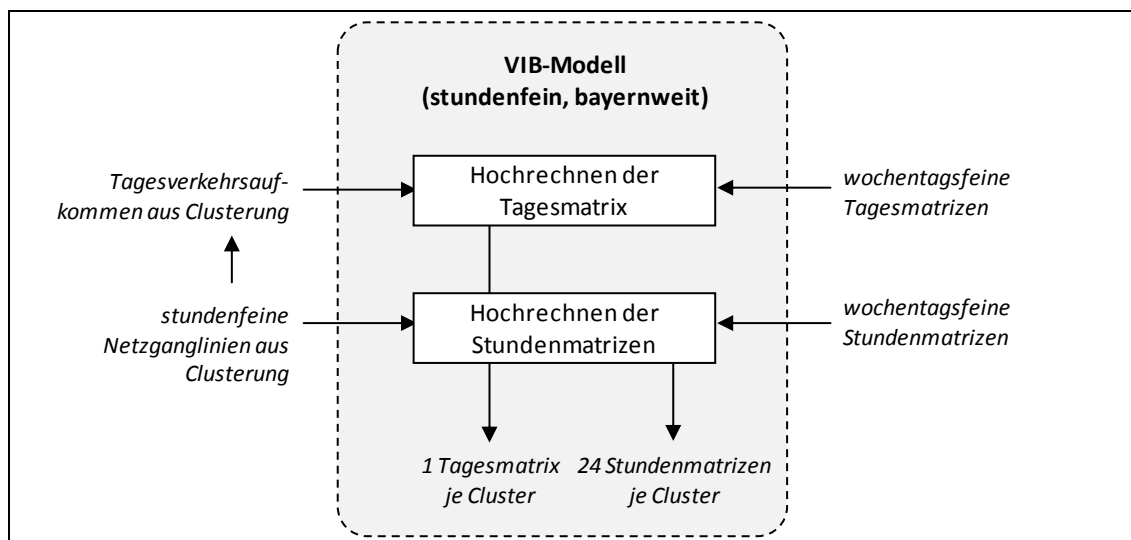 VIB-Modell
(stundenfein, bayernweit)
Tagesverkehrsauf-
kommen aus Clusterung
Hochrechnen der
Tagesmatrix
wochentagsfeine
Tagesmatrizen
stundenfeine
Netzganglinien aus
Clusterung
Hochrechnen der
Stundenmatrizen
wochentagsfeine
Stundenmatrizen
1 Tagesmatrix
je Cluster
24 Stundenmatrizen
je Cluster